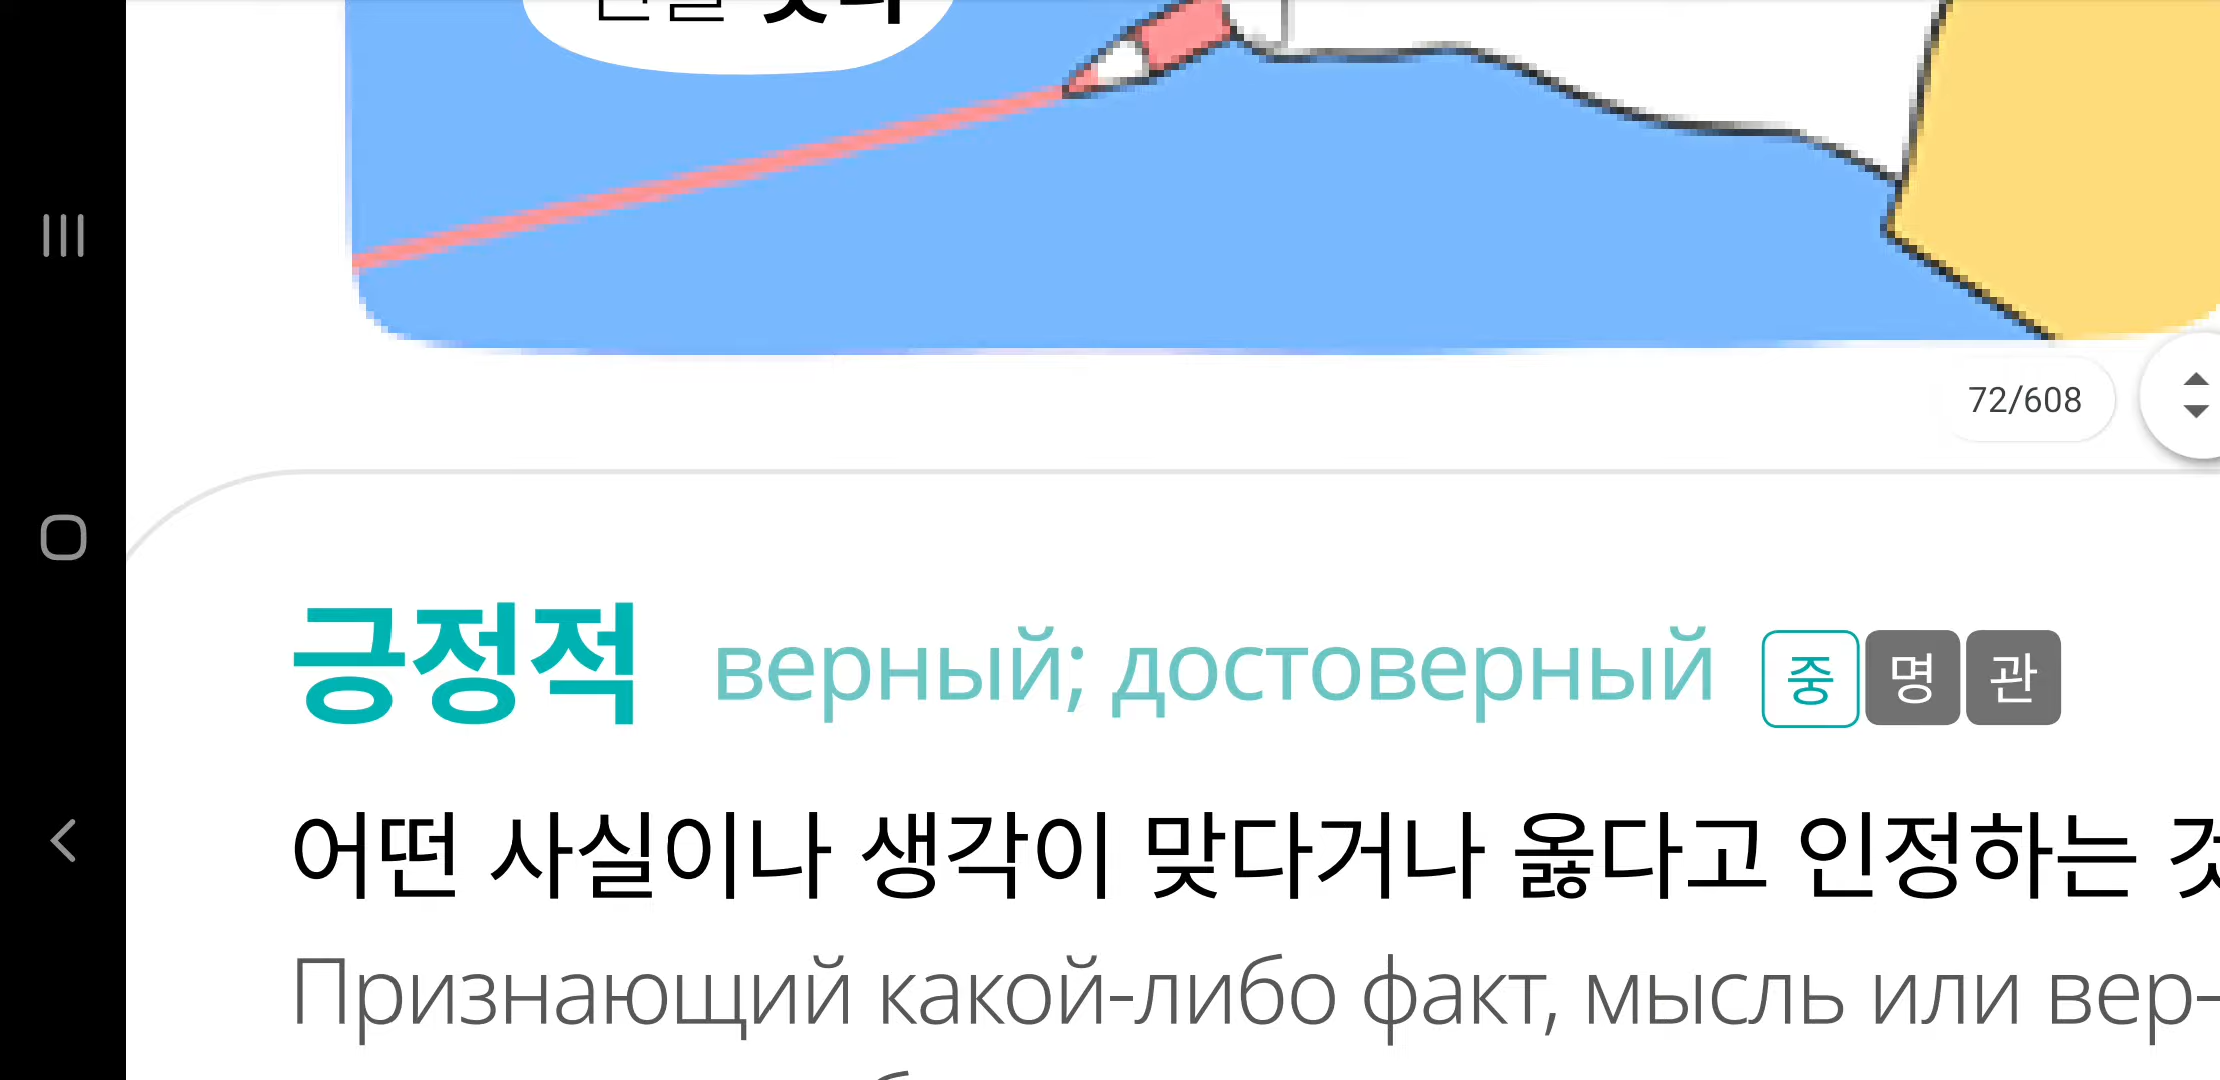 72/608
긍정적 верный; достоверный 중 명 관
어떤 사실이나 생각이 맞다거나 옳다고 인정하는
Признающий какой-либо факт, мысль или вер-